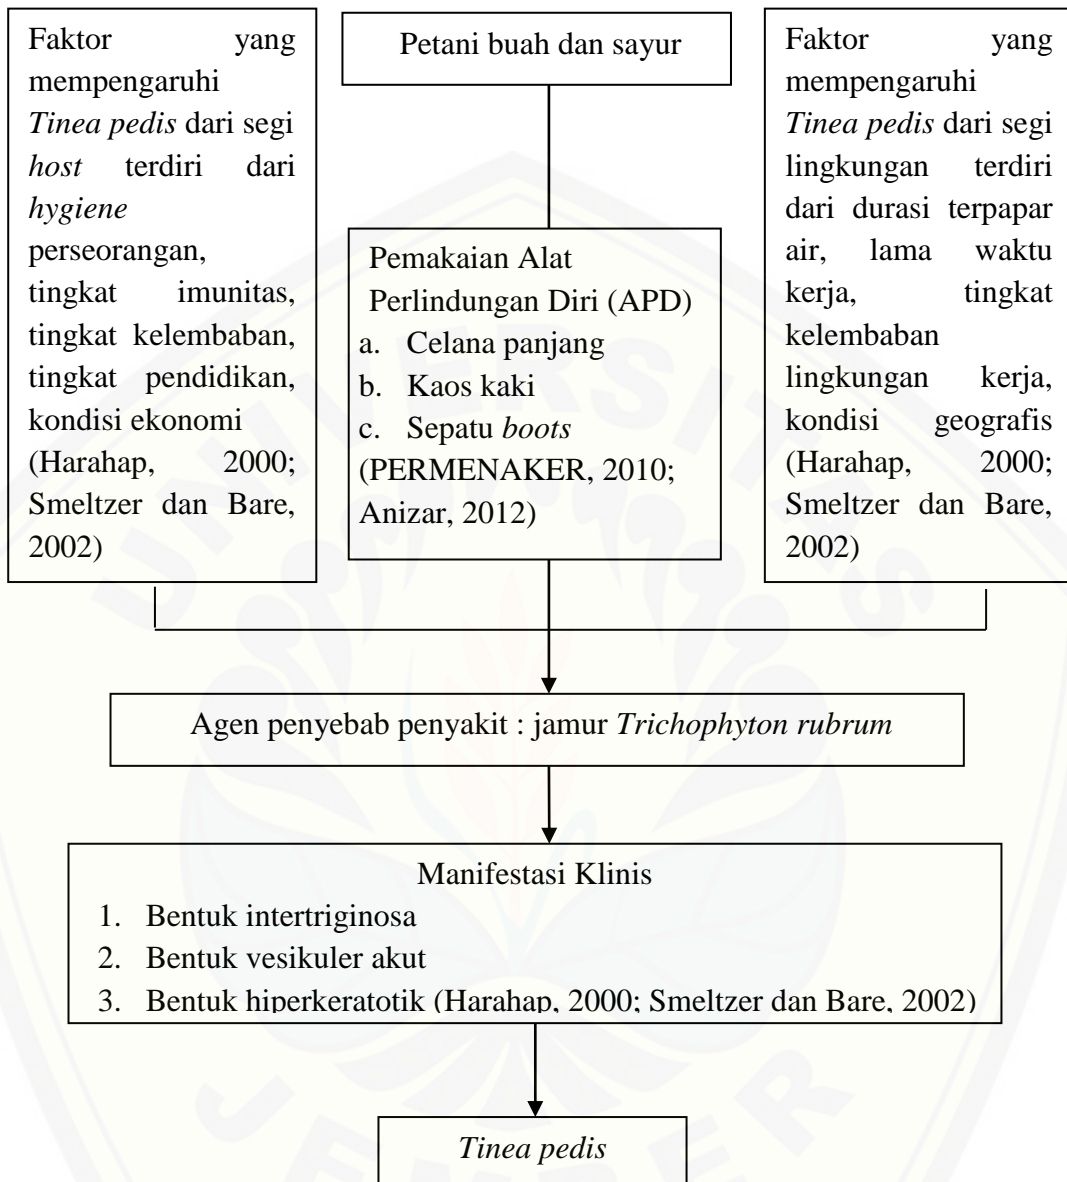 Faktor yang
mempengaruhi
Tinea pedis dari segi
host terdiri dari
hygiene
perseorangan,
tingkat imunitas,
tingkat kelembaban,
tingkat pendidikan,
kondisi ekonomi
(Harahap, 2000;
Smeltzer dan Bare,
2002)
Petani buah dan sayur
Pemakaian Alat
Perlindungan Diri (APD)
a. Celana panjang
b. Kaos kaki
c. Sepatu boots
(PERMENAKER, 2010;
Anizar, 2012)
Faktor yang
mempengaruhi
Tinea pedis dari segi
lingkungan terdiri
dari durasi terpapar
air, lama waktu
kerja, tingkat
kelembaban
lingkungan kerja,
kondisi geografis
(Harahap, 2000;
Smeltzer dan Bare,
2002)
Agen penyebab penyakit : jamur Trichophyton rubrum
Manifestasi Klinis
1. Bentuk intertriginosa
2. Bentuk vesikuler akut
3. Bentuk hiperkeratotik (Harahap, 2000; Smeltzer dan Bare, 2002)
Tinea pedis
UNIVERSITAS
JEMBER